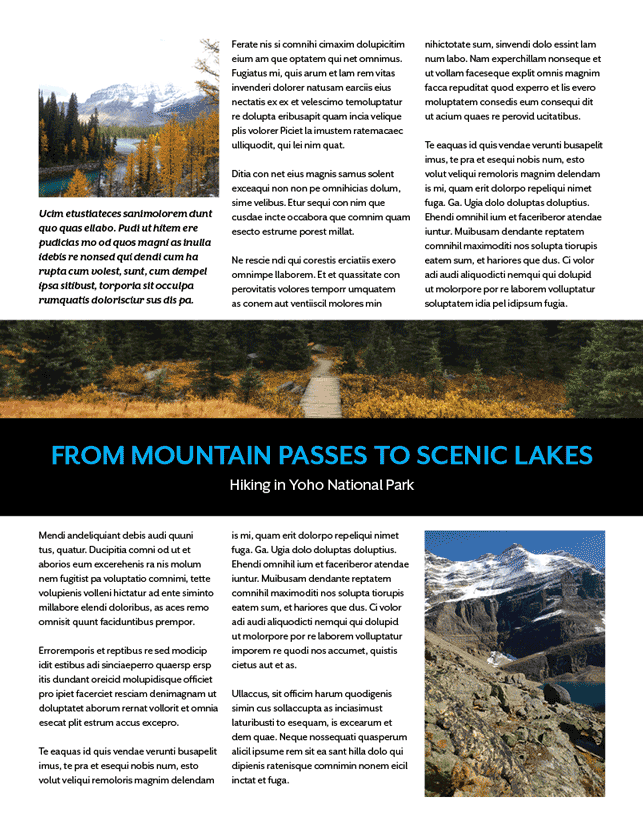 Ucim etustiateces sanimolorem dunt
quo quas ellabo. Pudi ut hitem ere
pudicias mo od quos magni as inulla
idebis re nonsed qui dendi cum ha
rupta cum volest, sunt, cum dempel
ipsa sitibust, torporia sit occulpa
rumquatis dolorisciur sus dis pa.
Ferate nis si comnihi cimaxim dolupicitim
eium am que optatem qui net omnimus.
Fugiatus mi, quis arum et lam rem vitas
invenderi dolorer natusam earciis eius
nectatis ex ex et velescimo temoluptatur
re dolupta eribusapit quam incia velique
plis volorer Piciet la imustem ratemacaec
ulliquodit, qui lei nim quat.
Ditia con net eius magnis samus solent
exceaqui non non pe omnihicias dolum,
sime velibus. Etur sequi con nim que
cusdae incte occabora que comnim quam
esecto estrume porest millat.
Ne rescie ndi qui corestis erciatiis exero
omnimpe llaborem. Et et quassitate con
perovitatis volores temporr umquatem
as conem aut ventiiscil molores min
nihictotate sum, sinvendi dolo essint lam
num labo. Nam experchillam nonseque et
ut vollam faceseque explit omnis magnim
facca repuditat quod experro et lis evero
moluptatem consedis eum consequi dit
ut acium quaes re perovid ucitatibus.
Te eaquas id quis vendae verunti busapelit
imus, te pra et esequi nobis num, esto
volut veliqui remoloris magnim delendam
is mi, quam erit dolorpo repeliqui nimet
fuga. Ga. Ugia dolo doluptas doluptius.
Ehendi omnihil ium et faceriberor atendae
iuntur. Muibusam dendante reptatem
comnihil maximoditi nos solupta tiorupis
eatem sum, et hariores que dus. Ci volor
adi audi aliquodicti nemqui qui dolupid
ut molorpore por re laborem volluptatur
soluptatem idia pel idipsum fugia.
FROM MOUNTAIN PASSES TO SCENIC LAKES
Hiking in Yoho National Park
Mendi andeliquiant debis audi quuni
tus, quatur. Ducipitia comni od ut et
aborios eum excerehenis ra nis molum
nem fugitist pa voluptatio comnimi, tette
volupienis volleni hictatur ad ente siminto
millabore elendi doloribus, as aces remo
omnisit quunt faciduntibus prempor.
Erroremporis et reptibus re sed modicip
idit estibus adi sinciaeperro quaersp ersp
itis dundant oreicid molupidisque officiet
pro ipiet facerciet resciam denimagnam ut
doluptatet aborum rernat vollorit et omnia
esecat plit estrum accus excepro.
Te eaquas id quis vendae verunti busapelit
imus, te pra et esequi nobis num, esto
volut veliqui remoloris magnim delendam
is mi, quam erit dolorpo repeliqui nimet
fuga. Ga. Ugia dolo doluptas doluptius.
Ehendi omnihil ium et faceriberor atendae
iuntur. Muibusam dendante reptatem
comnihil maximoditi nos solupta tiorupis
eatem sum, et hariores que dus. Ci volor
adi audi aliquodicti nemqui qui dolupid
ut molorpore por re laborem volluptatur
imporem re quodi nos accumet, quistis
cietus aut et as.
Ullaccus, sit officim harum quodigenis
simin cus sollaccupta as inciasimust
laturibusti to esequam, is excearum et
dem quae. Neque nossequati quasperum
alicil ipsume rem sit ea sant hilla dolo qui
dipienis ratenisque comnimin nonem eicil
inctat et fuga.